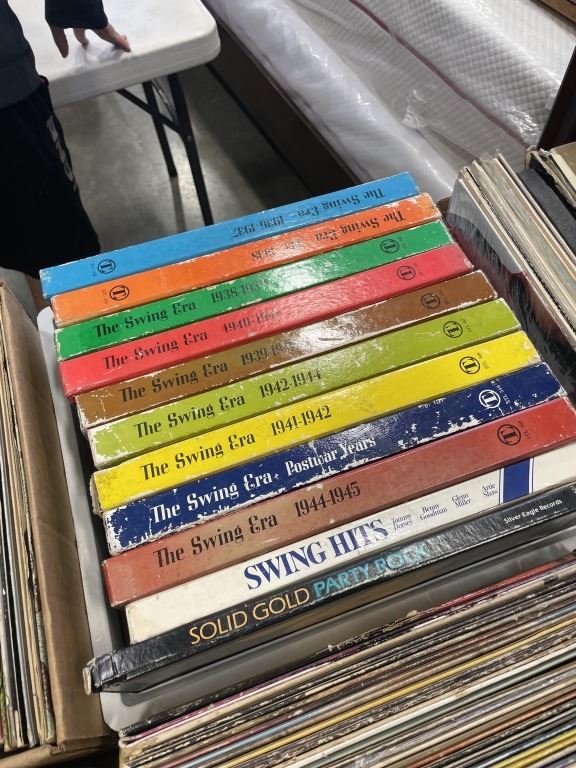 The Swing Era 1936-1937
The Swing Era 1938
The Swing Era 1938-1939
The Swing Era 1940-1941
The Swing Era 1939-
The Swing Era 1942-1944
The Swing Era 1941-1942
The Swing Era Postwar Years
The Swing Era 1944-1945
SWING HITS Tommy Dorsey Benny Goodman Glenn Miller Artie Shaw
SOLID GOLD PARTY ROCK Silver Eagle Records